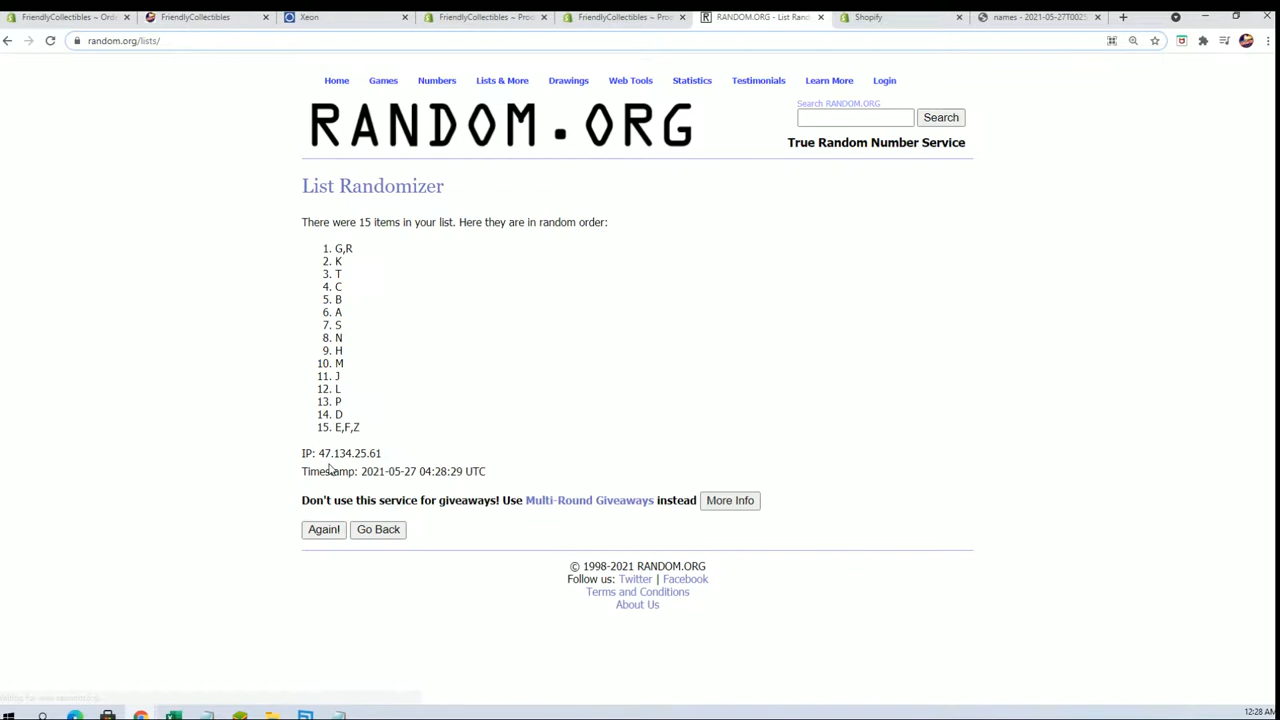 FriendlyCollectibles ~ Orde
FriendlyCollectibles
Xeon
FriendlyCollectibles ~ Prod
FriendlyCollectibles ~ Prod
RANDOM.ORG - List Rand
Shopify
names - 2021-05-27T0025
random.org/lists/
Home
Games
Numbers
Lists & More
Drawings
Web Tools
Statistics
Testimonials
Learn More
Login
RANDOM.ORG
Search RANDOM.ORG
Search
True Random Number Service
List Randomizer
There were 15 items in your list. Here they are in random order:
1. G,R
2. K
3. T
4. C
5. B
6. A
7. S
8. N
9. H
10. M
11. J
12. L
13. P
14. D
15. E,F,Z
IP: 47.134.25.61
Timestamp: 2021-05-27 04:28:29 UTC
Don't use this service for giveaways! Use Multi-Round Giveaways instead
More Info
Again!
Go Back
© 1998-2021 RANDOM.ORG
Follow us: Twitter | Facebook
Terms and Conditions
About Us
12:28 AM